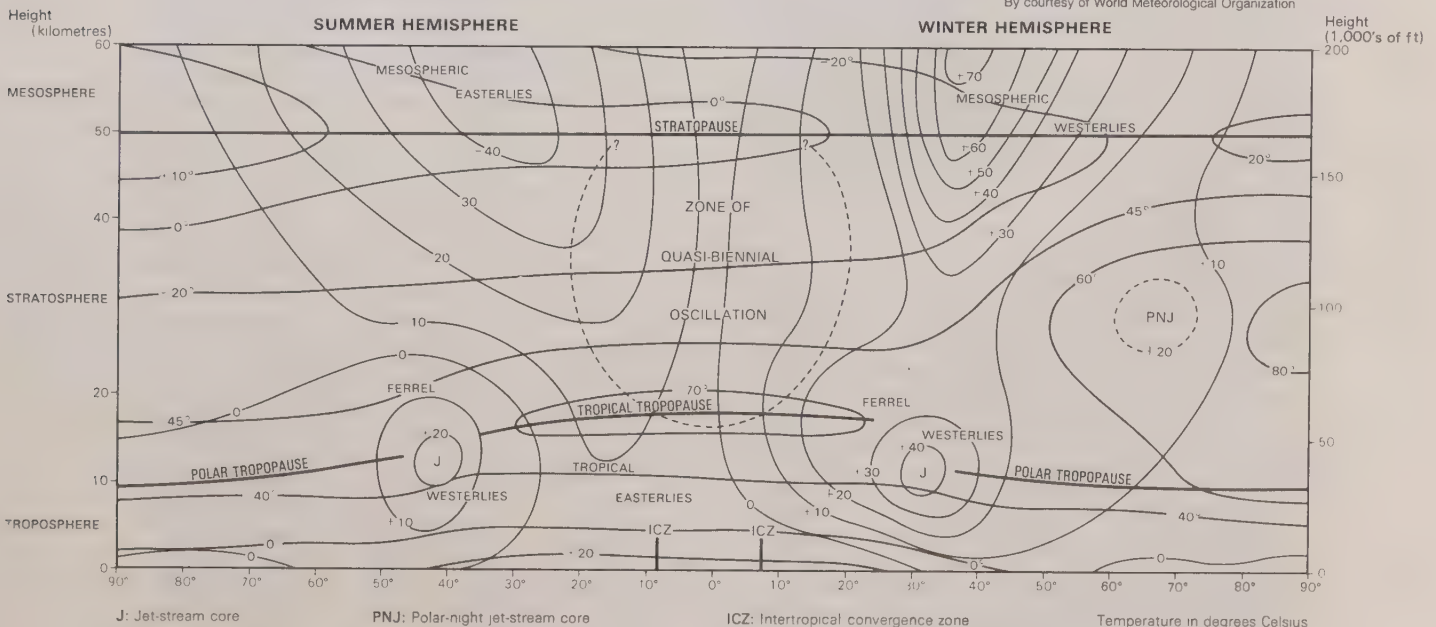 By courtesy of World Meteorological Organization
Height
(kilometres)
SUMMER HEMISPHERE
WINTER HEMISPHERE
Height
(1,000's of ft)
60
200
-20°
+70
MESOSPHERIC
MESOSPHERE
EASTERLIES
0°
MESOSPHERIC
50
STRATOPAUSE
WESTERLIES
-40
?
?
+60
20°
+10°
+50
150
30
ZONE OF
+40
40
0°
45°
+30
20
QUASI-BIENNIAL
+10
60
STRATOSPHERE
-20°
10
OSCILLATION
PNJ
100
0
+20
80°
20
FERREL
70°
FERREL
45°
0
TROPICAL TROPOPAUSE
+20
WESTERLIES
50
J
+40
POLAR TROPOPAUSE
TROPICAL
+30
J
POLAR TROPOPAUSE
10
40°
WESTERLIES
EASTERLIES
+20
0
+10
40°
+10
TROPOSPHERE
0
ICZ
ICZ
0
+20
0°
0
0
0
90°
80°
70°
60°
50°
40°
30°
20°
10°
0°
10°
20°
30°
40°
50°
60°
70°
80°
90°
J: Jet-stream core
PNJ: Polar-night jet-stream core
ICZ: Intertropical convergence zone
Temperature in degrees Celsius